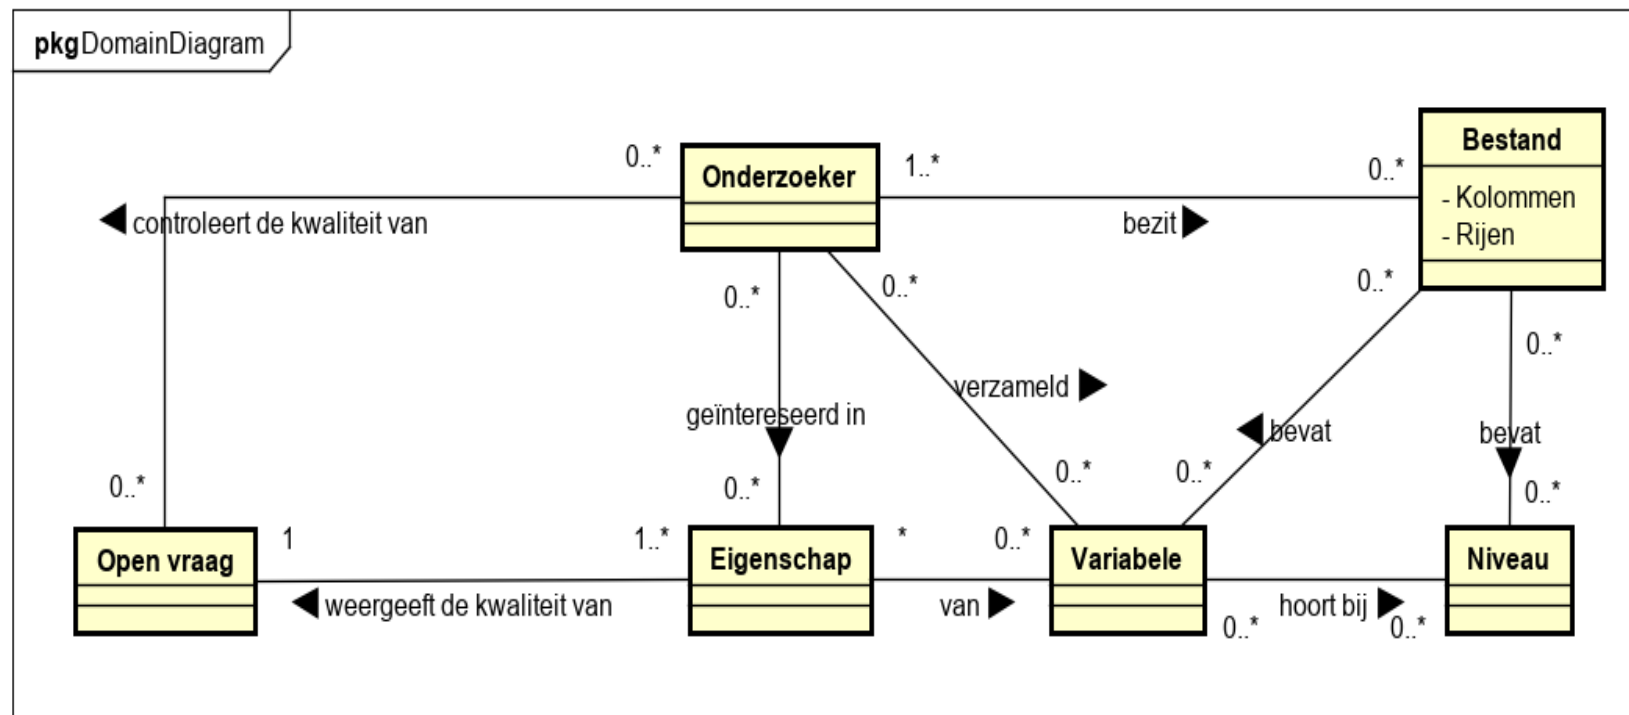 pkg DomainDiagram
Bestand
- Kolommen
- Rijen
0..*
Onderzoeker
1..*
0..*
controleert de kwaliteit van
bezit
0..*
0..*
0..*
0..*
verzameld
geïntereseerd in
bevat
bevat
0..*
0..*
0..*
0..*
0..*
Open vraag
1
1..*
Eigenschap
*
0..*
Variabele
Niveau
weergeeft de kwaliteit van
van
hoort bij
0..*
0..*